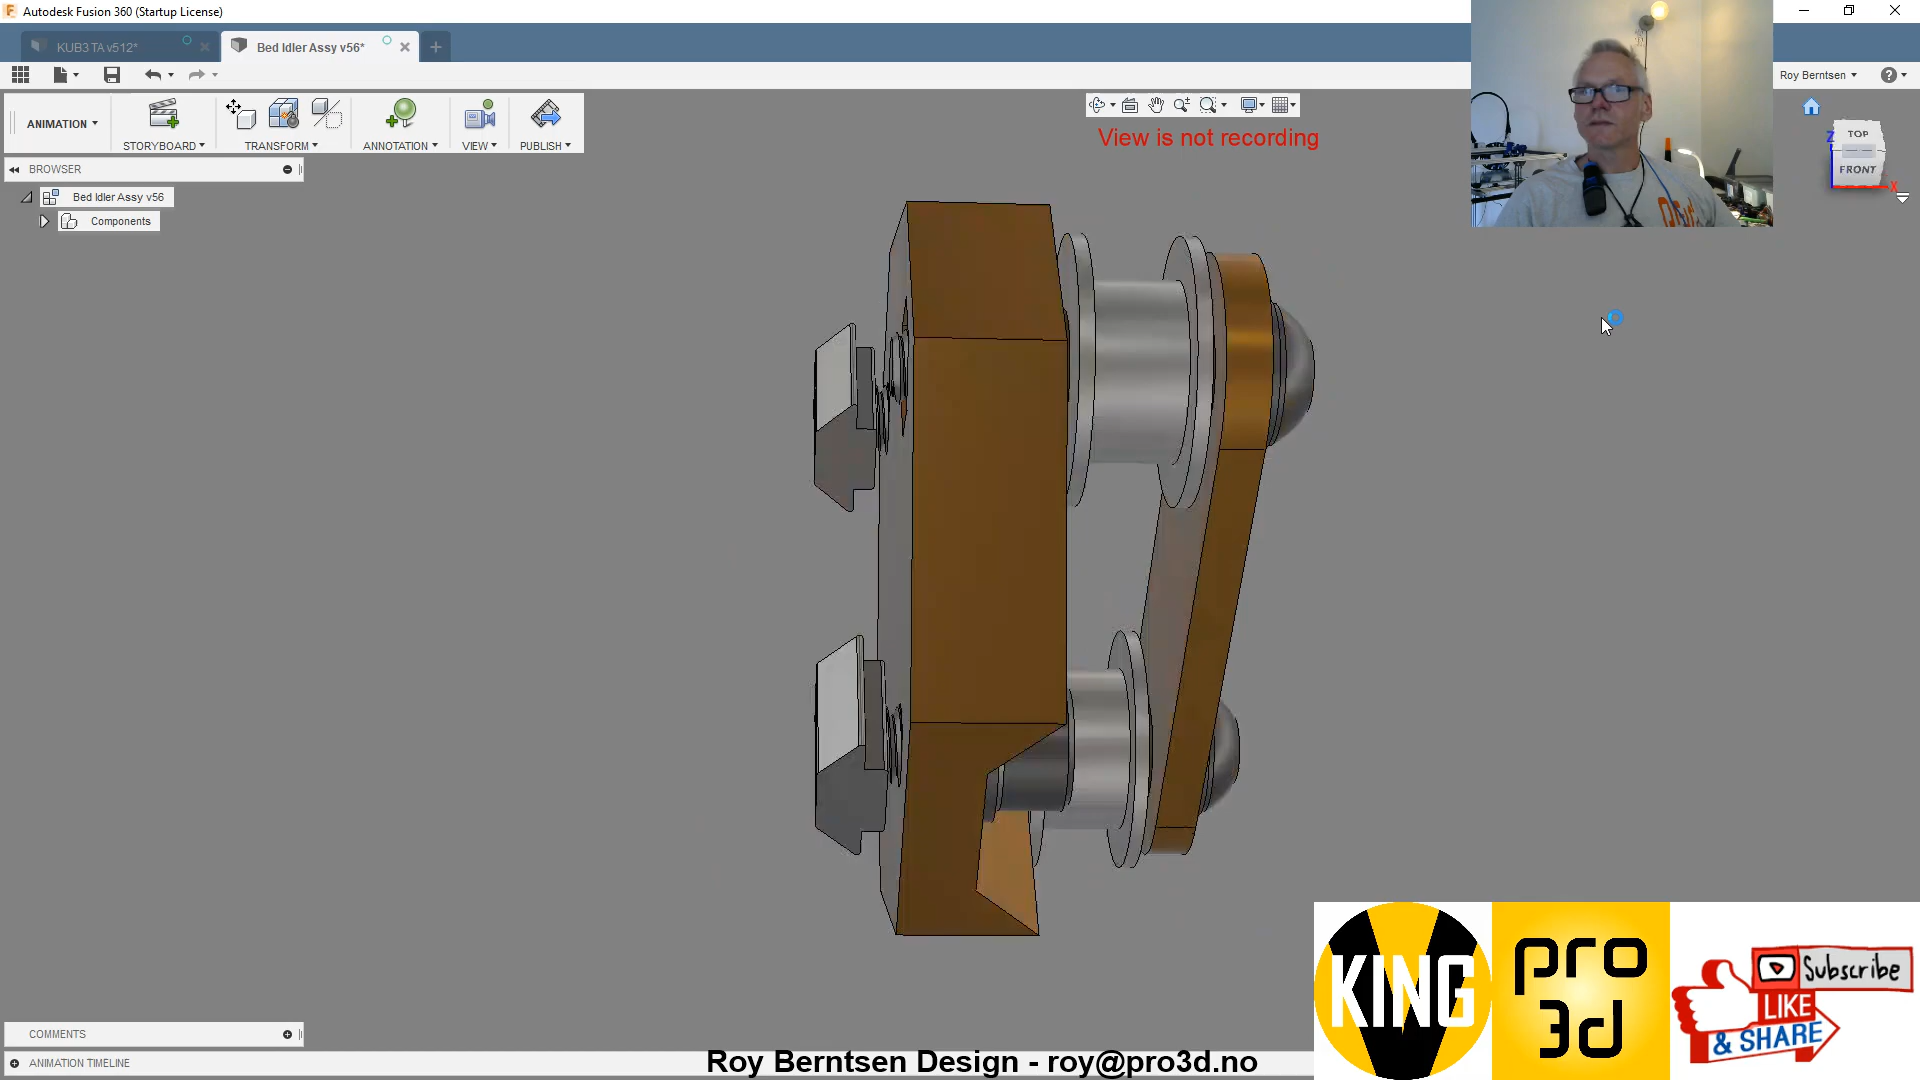 Autodesk Fusion 360 (Startup License)
KUB3 TA v512*
Bed Idler Assy v56*
Roy Berntsen
ANIMATION
STORYBOARD
TRANSFORM
ANNOTATION
VIEW
PUBLISH
View is not recording
TOP
FRONT
Z
X
BROWSER
Bed Idler Assy v56
Components
COMMENTS
ANIMATION TIMELINE
Roy Berntsen Design - roy@pro3d.no
KING
pro
3d
Subscribe
LIKE
& SHARE